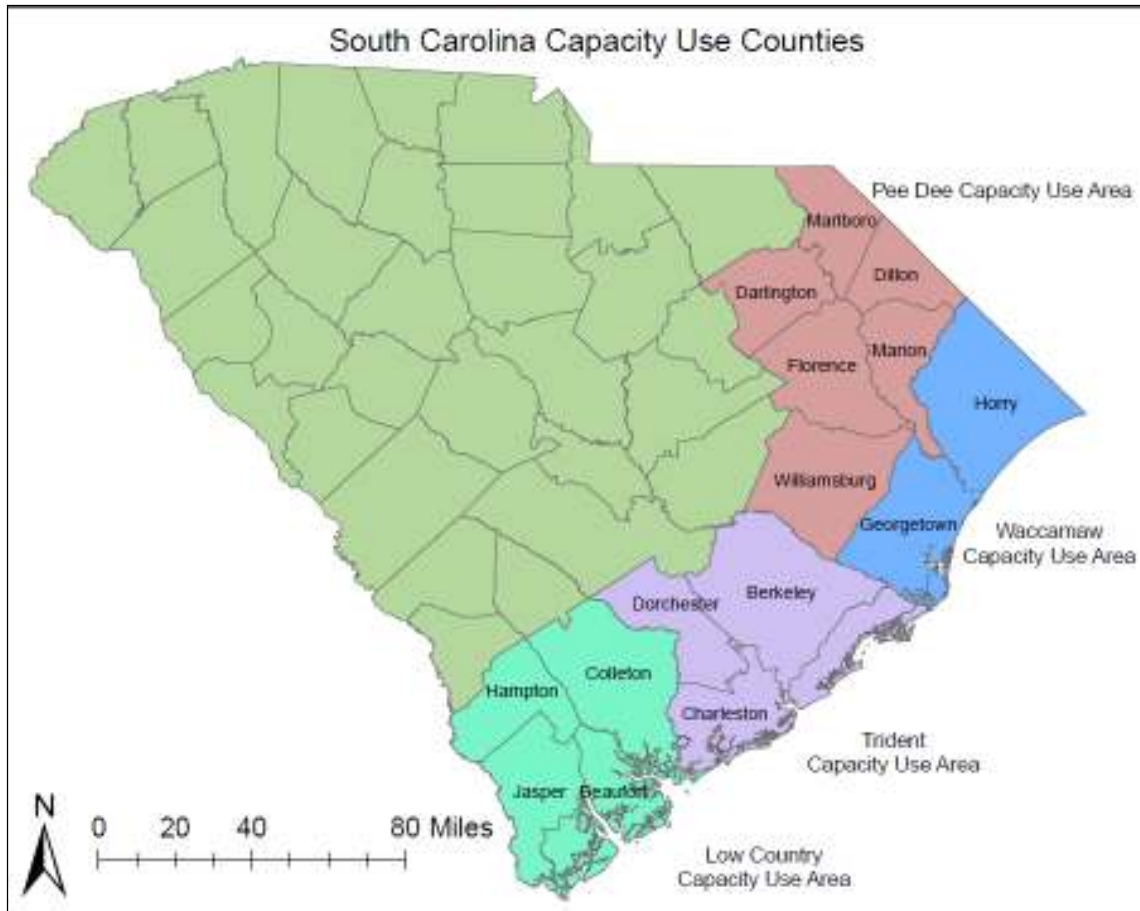 South Carolina Capacity Use Counties
Pee Dee Capacity Use Area
Marlboro
Dillon
Darlington
Marion
Florence
Horry
Williamsburg
Georgetown
Waccamaw
Capacity Use Area
Berkeley
Dorchester
Colleton
Hampton
Charleston
Trident
Capacity Use Area
Jasper
Beaufort
N
0 20 40 80 Miles
Low Country
Capacity Use Area